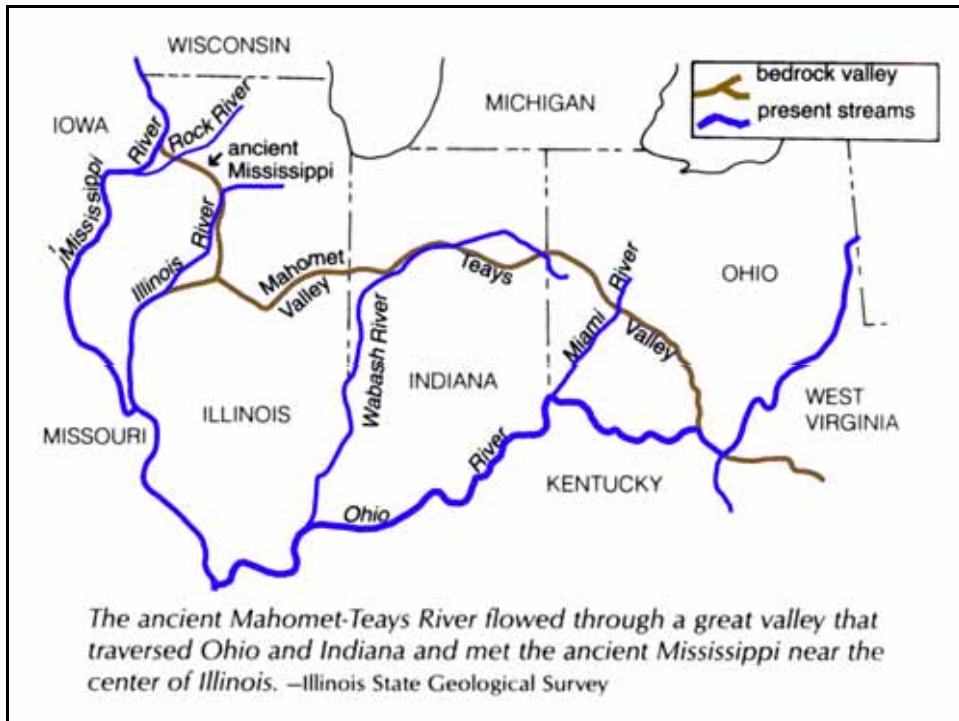 WISCONSIN
bedrock valley
present streams
MICHIGAN
IOWA
River
Rock River
ancient
Mississippi
Mississippi
River
Illinois
Mahomet
Valley
Teays
River
OHIO
Miami
Valley
Wabash River
INDIANA
ILLINOIS
WEST
VIRGINIA
MISSOURI
River
KENTUCKY
Ohio
The ancient Mahomet-Teays River flowed through a great valley that
traversed Ohio and Indiana and met the ancient Mississippi near the
center of Illinois. —Illinois State Geological Survey